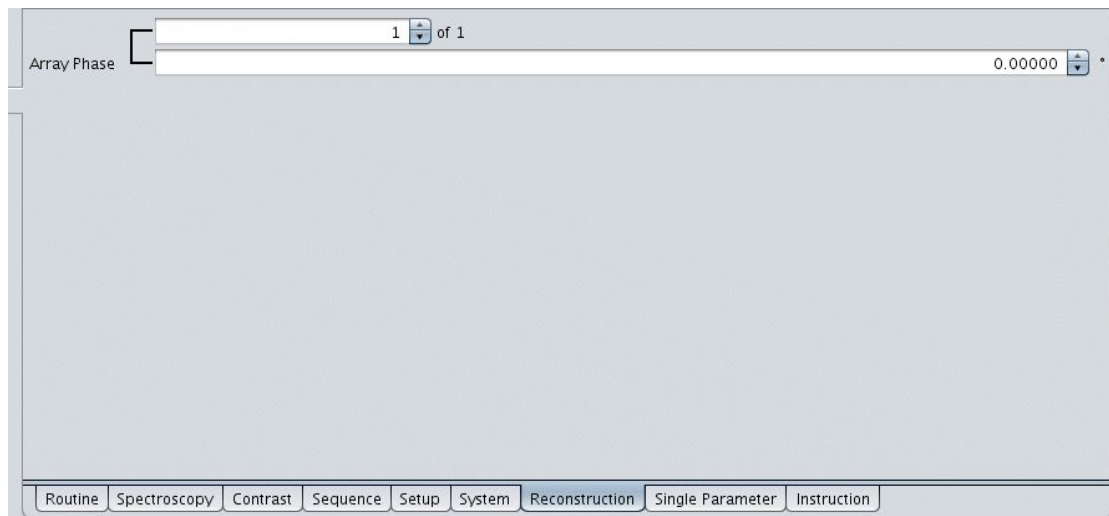 1 of 1
Array Phase 0.00000 °
Routine Spectroscopy Contrast Sequence Setup System Reconstruction Single Parameter Instruction